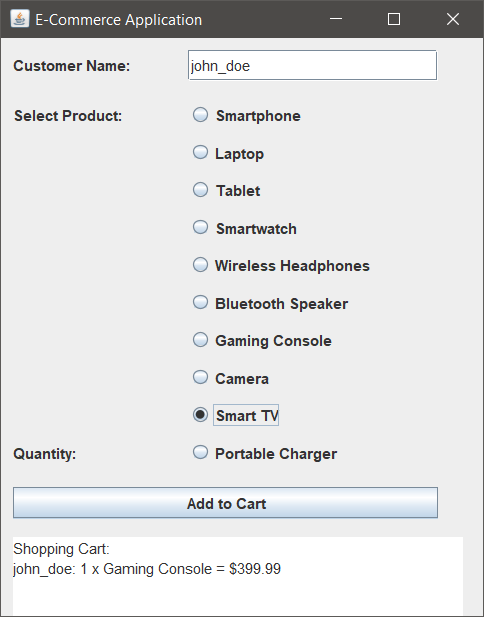 E-Commerce Application
Customer Name: john_doe
Select Product: Smartphone
Laptop
Tablet
Smartwatch
Wireless Headphones
Bluetooth Speaker
Gaming Console
Camera
Smart TV
Quantity: Portable Charger
Add to Cart
Shopping Cart:
john_doe: 1 x Gaming Console = $399.99